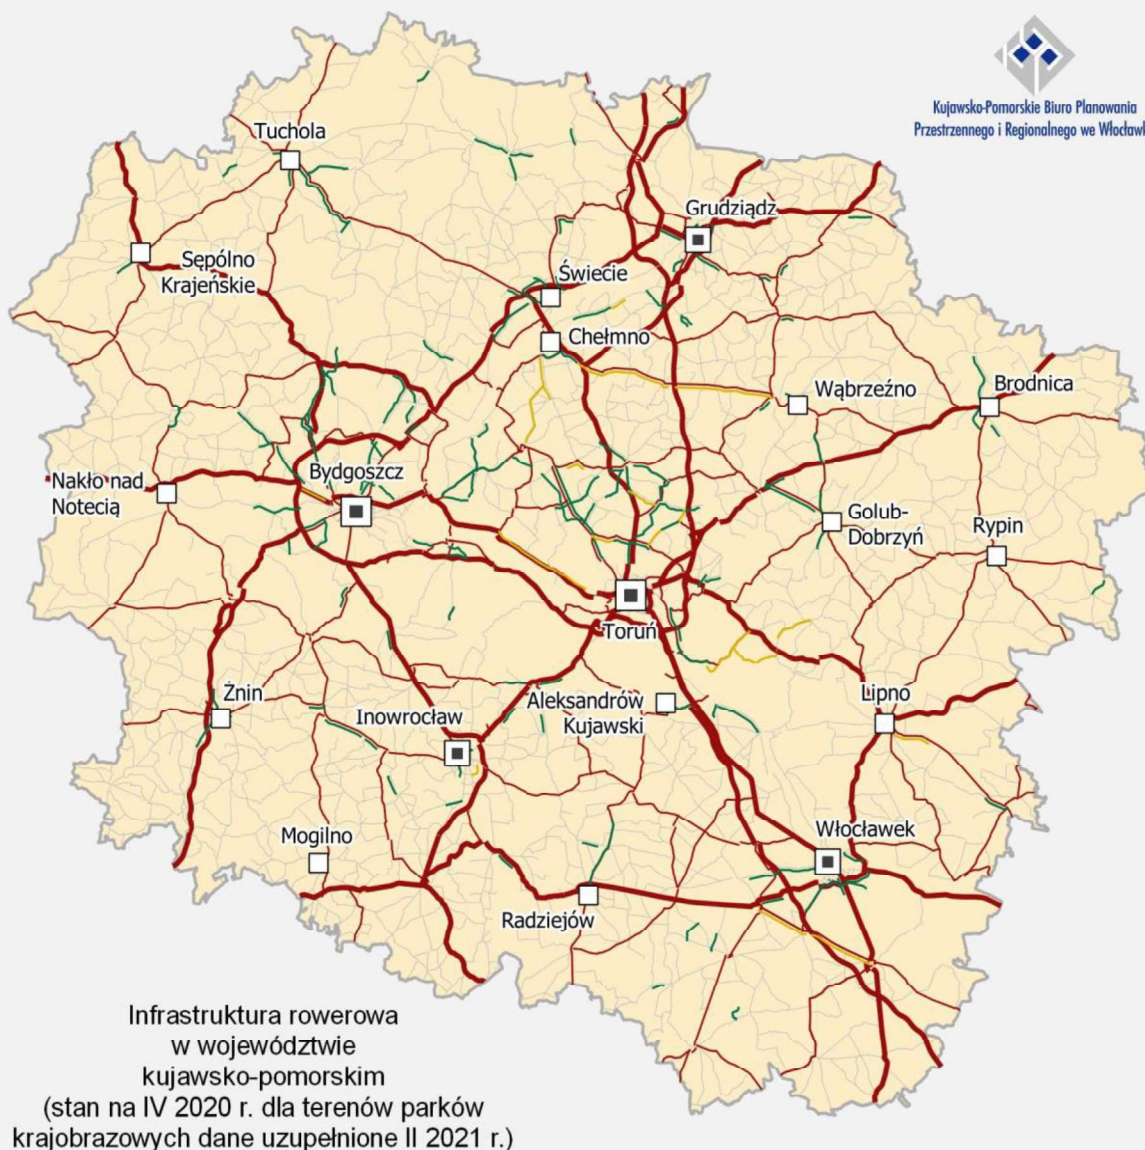 Kujawsko-Pomorskie Biuro Planowania
Przestrzennego i Regionalnego we
Tuchola
Grudziądz
Sępólno
Krajeńskie
Świecie
Chełmno
Brodnica
Wąbrzeźno
Bydgoszcz
Nakło nad
Notecią
Golub-
Dobrzyń
Rypin
Toruń
Żnin
Inowrocław
Aleksandrów
Kujawski
Lipno
Mogilno
Włocławek
Radziejów
Infrastruktura rowerowa
w województwie
kujawsko-pomorskim
(stan na IV 2020 r. dla terenów parków
krajobrazowych dane uzupełnione II 2021 r.)